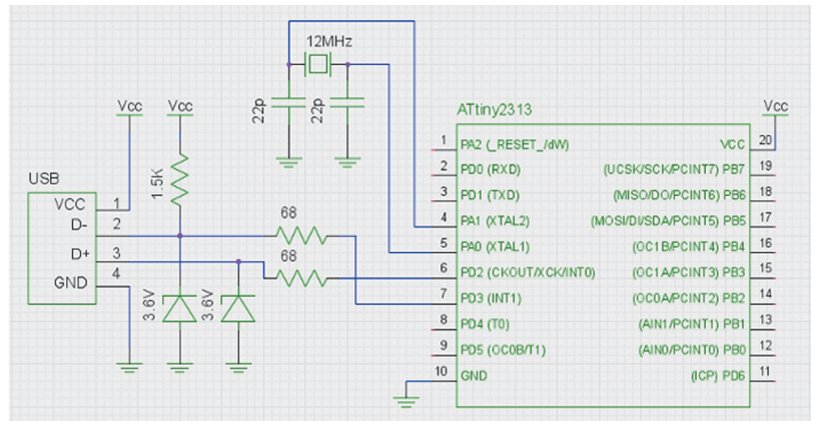 12MHz
22p
22p
Vcc
Vcc
1.5K
USB
VCC 1
D- 2
D+ 3
GND 4
68
68
3.6V
3.6V
ATtiny2313
Vcc
1 PA2 (_RESET_/dW)
2 PD0 (RXD)
3 PD1 (TXD)
4 PA1 (XTAL2)
5 PA0 (XTAL1)
6 PD2 (CKOUT/XCK/INT0)
7 PD3 (INT1)
8 PD4 (T0)
9 PD5 (OC0B/T1)
10 GND
VCC 20
(UCSK/SCK/PCINT7) PB7 19
(MISO/DO/PCINT6) PB6 18
(MOSI/DI/SDA/PCINT5) PB5 17
(OC1B/PCINT4) PB4 16
(OC1A/PCINT3) PB3 15
(OC0A/PCINT2) PB2 14
(AIN1/PCINT1) PB1 13
(AIN0/PCINT0) PB0 12
(ICP) PD6 11